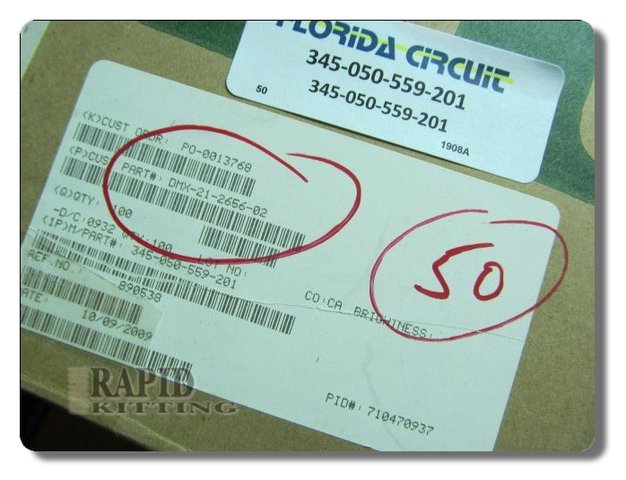 FLORIDA CIRCUIT
345-050-559-201
345-050-559-201
50
1908A
(K)CUST ORDR: PO-0013768
(P)CUST PART#: DMX-21-2656-02
(Q)QTY: 100
-D/C:0932 QTY:100 LOT NO:
(1P)M/PART#: 345-050-559-201
REF.NO: 890538
CO:CA BRIGHTNESS:
DATE: 10/09/2009
PID#: 710470937
50
RAPID
KITTING